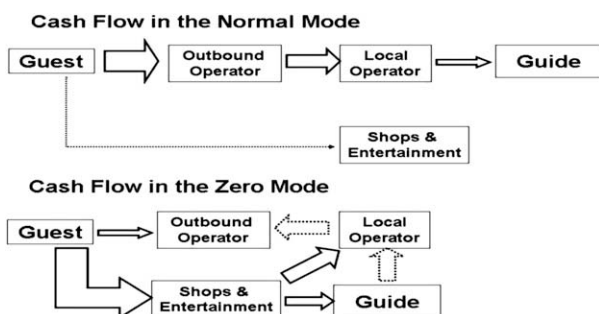 Cash Flow in the Normal Mode
Guest
Outbound
Operator
Local
Operator
Guide
Shops &
Entertainment
Cash Flow in the Zero Mode
Guest
Outbound
Operator
Local
Operator
Shops &
Entertainment
Guide